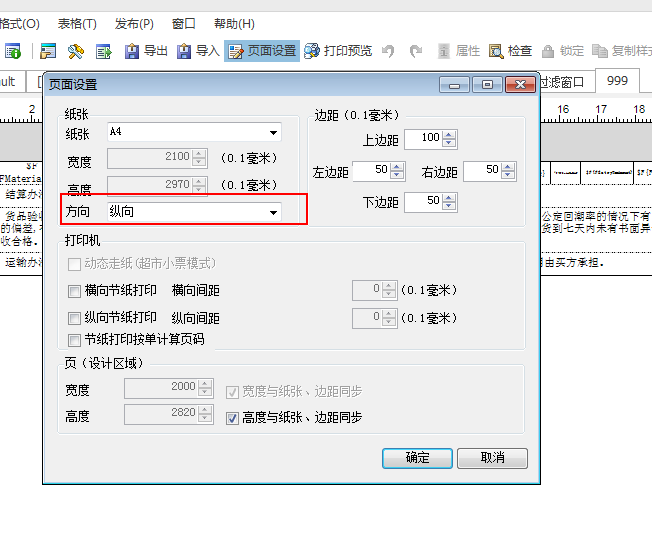 格式(O) 表格(T) 发布(P) 窗口 帮助(H)
导出 导入 页面设置 打印预览 属性 检查 锁定 复制样式
ult 过滤窗口 999
页面设置
2 16 17 18
纸张 边距(0.1毫米)
纸张 A4 上边距 100
宽度 2100 (0.1毫米)
左边距 50 右边距 50
高度 2970 (0.1毫米)
方向 纵向 下边距 50
$F
FMateria
结算办
货品验收 公定回潮率的情况下有
的偏差, 货到七天内未有书面异
收合格。
运输办 用由买方承担。
打印机
动态走纸(超市小票模式)
横向节纸打印 横向间距 0 (0.1毫米)
纵向节纸打印 纵向间距 0 (0.1毫米)
节纸打印按单计算页码
页(设计区域)
宽度 2000 宽度与纸张、边距同步
高度 2820 高度与纸张、边距同步
确定 取消